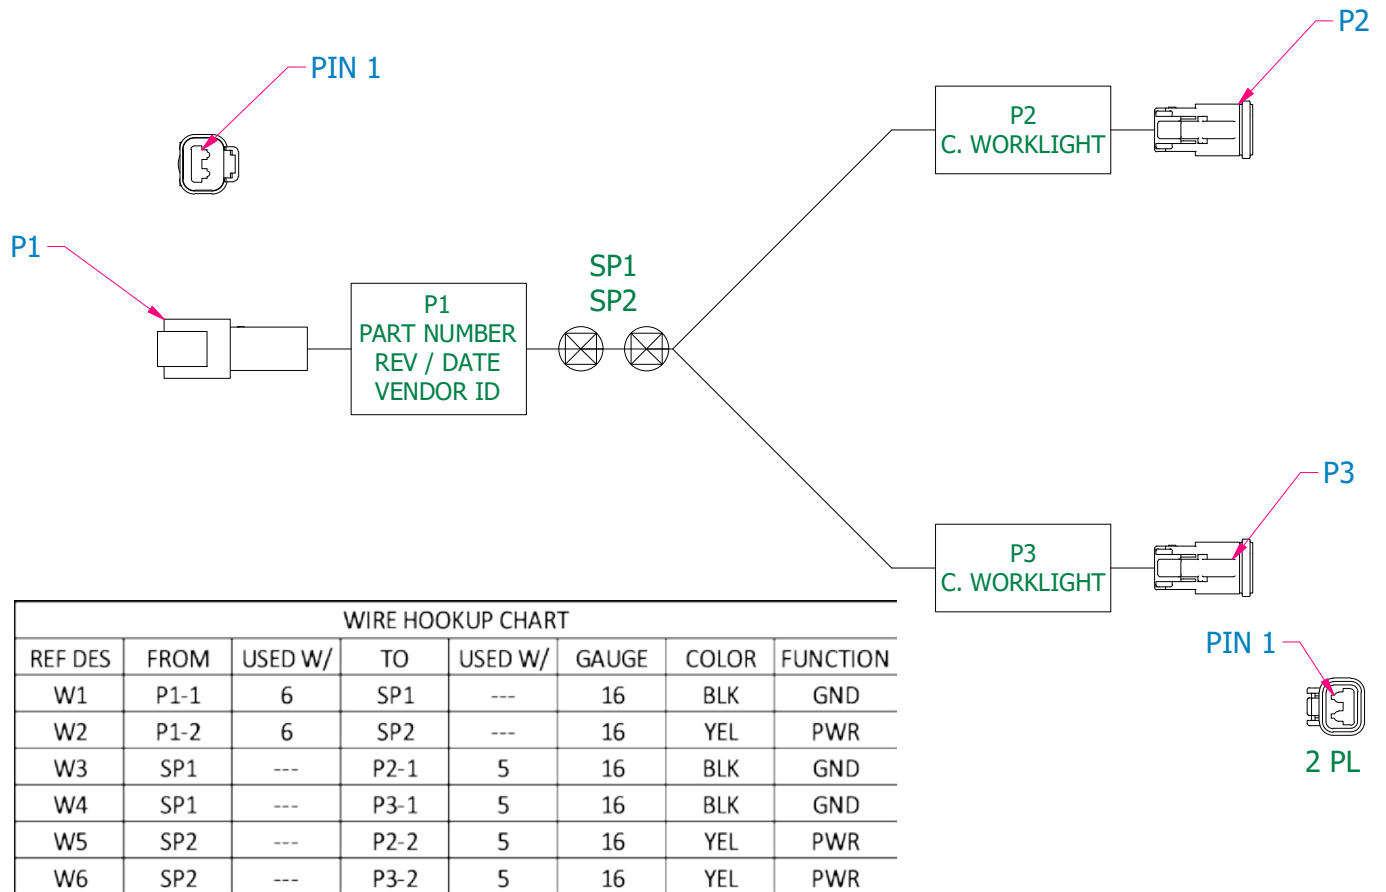 P2
PIN 1
P2
C. WORKLIGHT
P1
SP1
SP2
P1
PART NUMBER
REV / DATE
VENDOR ID
P3
P3
C. WORKLIGHT
PIN 1
2 PL
WIRE HOOKUP CHART
REF DES FROM USED W/ TO USED W/ GAUGE COLOR FUNCTION
W1 P1-1 6 SP1 --- 16 BLK GND
W2 P1-2 6 SP2 --- 16 YEL PWR
W3 SP1 --- P2-1 5 16 BLK GND
W4 SP1 --- P3-1 5 16 BLK GND
W5 SP2 --- P2-2 5 16 YEL PWR
W6 SP2 --- P3-2 5 16 YEL PWR